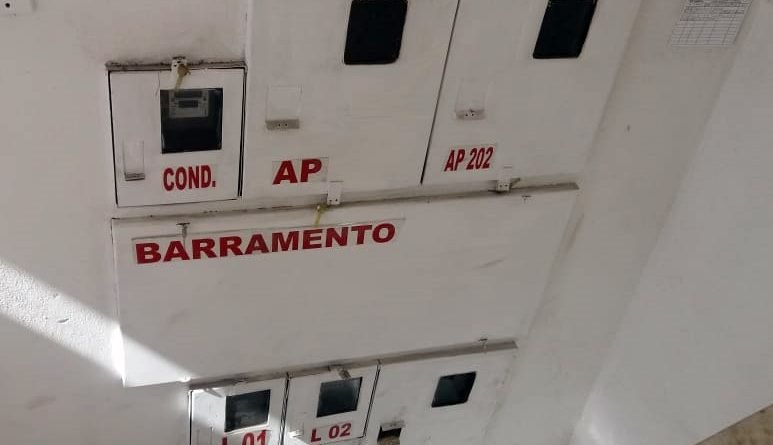 COND.
AP
AP 202
BARRAMENTO
L 01
L 02